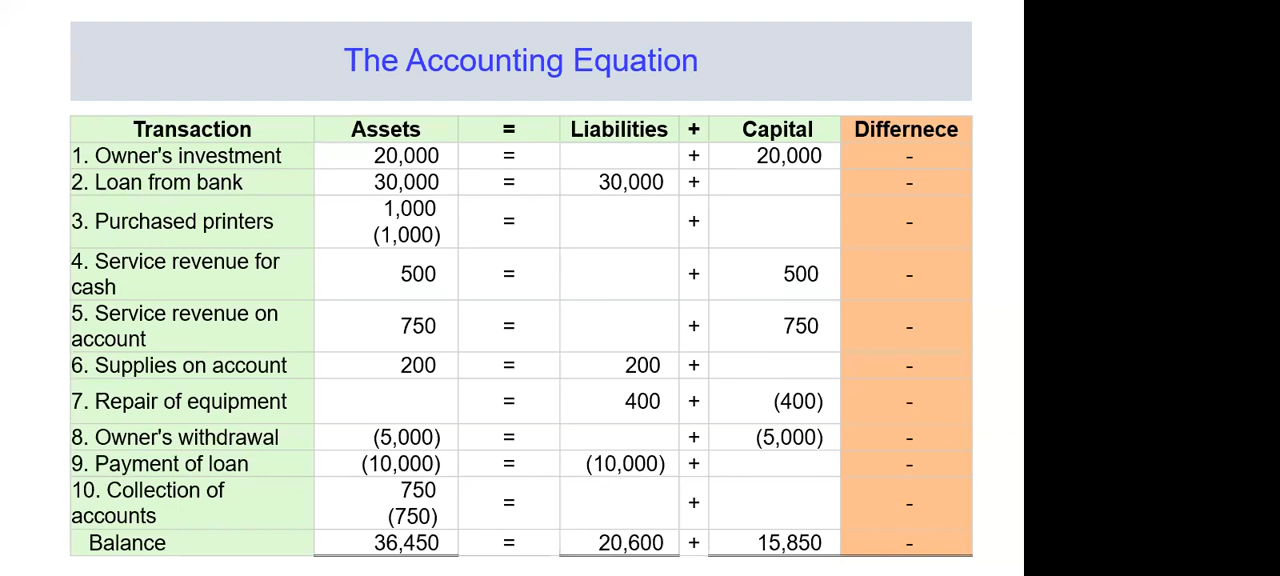 The Accounting Equation
Transaction Assets = Liabilities + Capital Differnece
1. Owner's investment 20,000 = + 20,000 -
2. Loan from bank 30,000 = 30,000 + -
3. Purchased printers 1,000 = + -
(1,000)
4. Service revenue for
cash 500 = + 500 -
5. Service revenue on
account 750 = + 750 -
6. Supplies on account 200 = 200 + -
7. Repair of equipment = 400 + (400) -
8. Owner's withdrawal (5,000) = + (5,000) -
9. Payment of loan (10,000) = (10,000) + -
10. Collection of 750
accounts (750) = + -
Balance 36,450 = 20,600 + 15,850 -